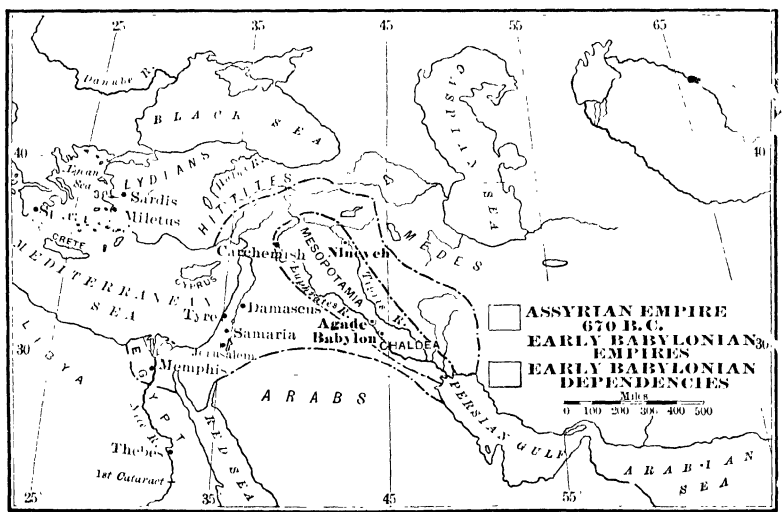 25
35
45
55
65
Danube R.
BLACK SEA
CASPIAN SEA
40
40
Aegean Sea
LYDIANS
Halys R.
HITTITES
Sardis
Miletus
MEDES
CRETE
CYPRUS
MEDITERRANEAN SEA
Carchemish
Nineveh
MESOPOTAMIA
Euphrates R.
Tigris R.
Damascus
Tyre
Samaria
Jerusalem
Agade
Babylon
CHALDEA
LIBYA
30
30
EGYPT
Memphis
ARABS
Nile R.
Thebes
1st Cataract
RED SEA
PERSIAN GULF
ARABIAN SEA
ASSYRIAN EMPIRE
670 B.C.
EARLY BABYLONIAN
EMPIRES
EARLY BABYLONIAN
DEPENDENCIES
Miles
0 100 200 300 400 500
25
35
45
55